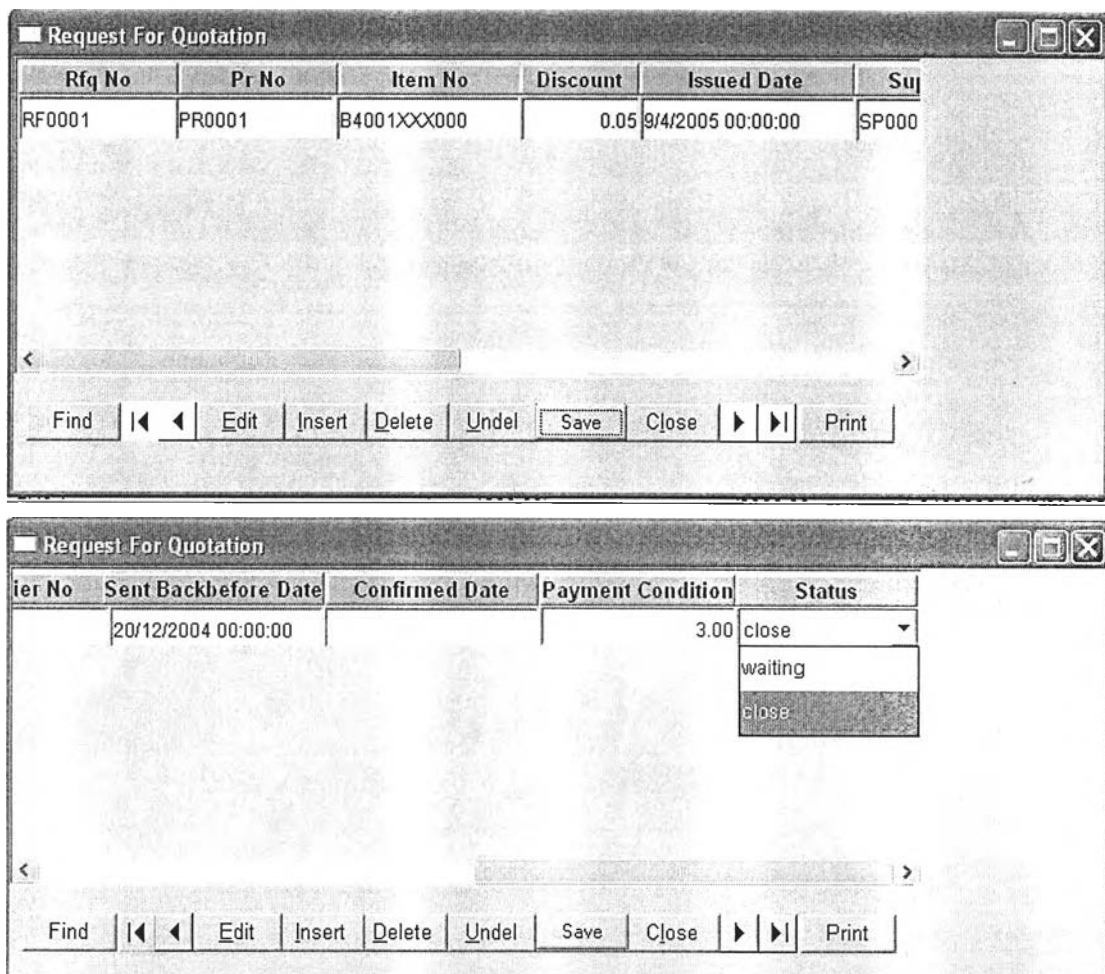 Request For Quotation
Rfq No Pr No Item No Discount Issued Date Sup
RF0001 PR0001 B4001XXX000 0.05 9/4/2005 00:00:00 SP000
Find Edit Insert Delete Undel Save Close Print
Request For Quotation
ier No Sent Backbefore Date Confirmed Date Payment Condition Status
20/12/2004 00:00:00 3.00 close
waiting
close
Find Edit Insert Delete Undel Save Close Print